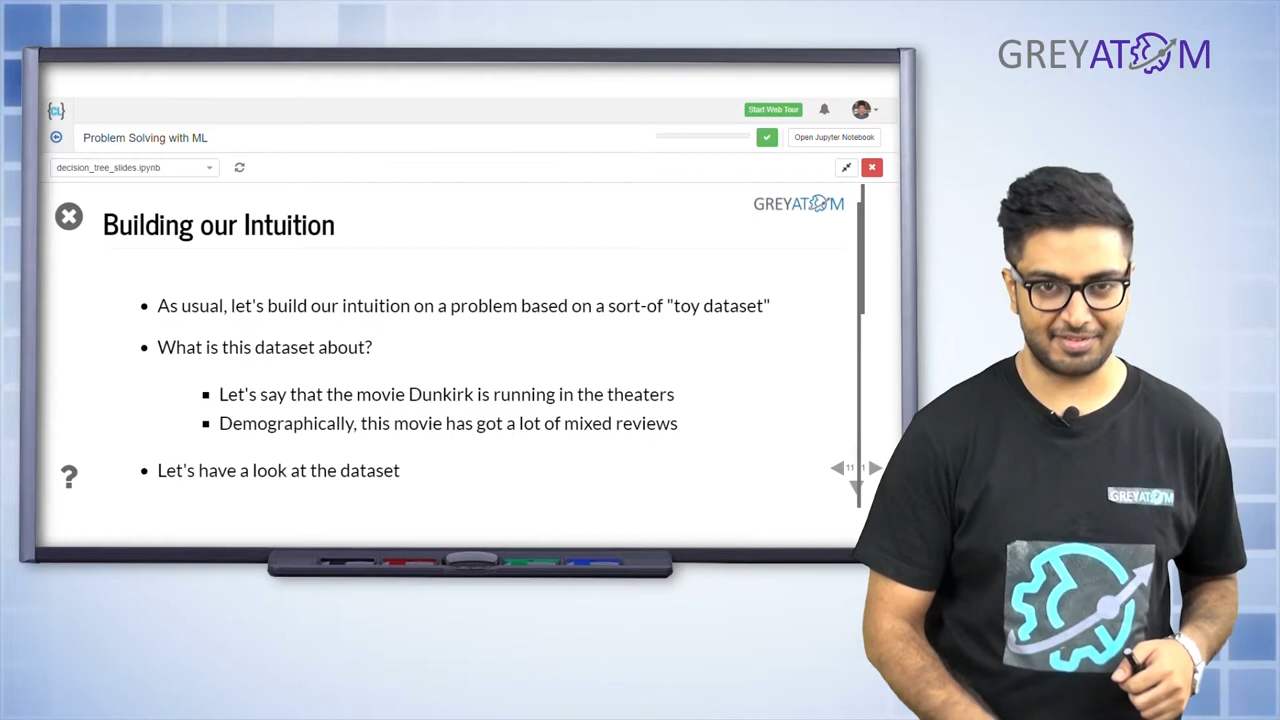 GREYATOM
{CL}
Start Web Tour
Problem Solving with ML
Open Jupyter Notebook
decision_tree_slides.ipynb
GREYATOM
Building our Intuition
As usual, let's build our intuition on a problem based on a sort-of "toy dataset"
What is this dataset about?
Let's say that the movie Dunkirk is running in the theaters
Demographically, this movie has got a lot of mixed reviews
Let's have a look at the dataset
?
11
1
GREYATOM